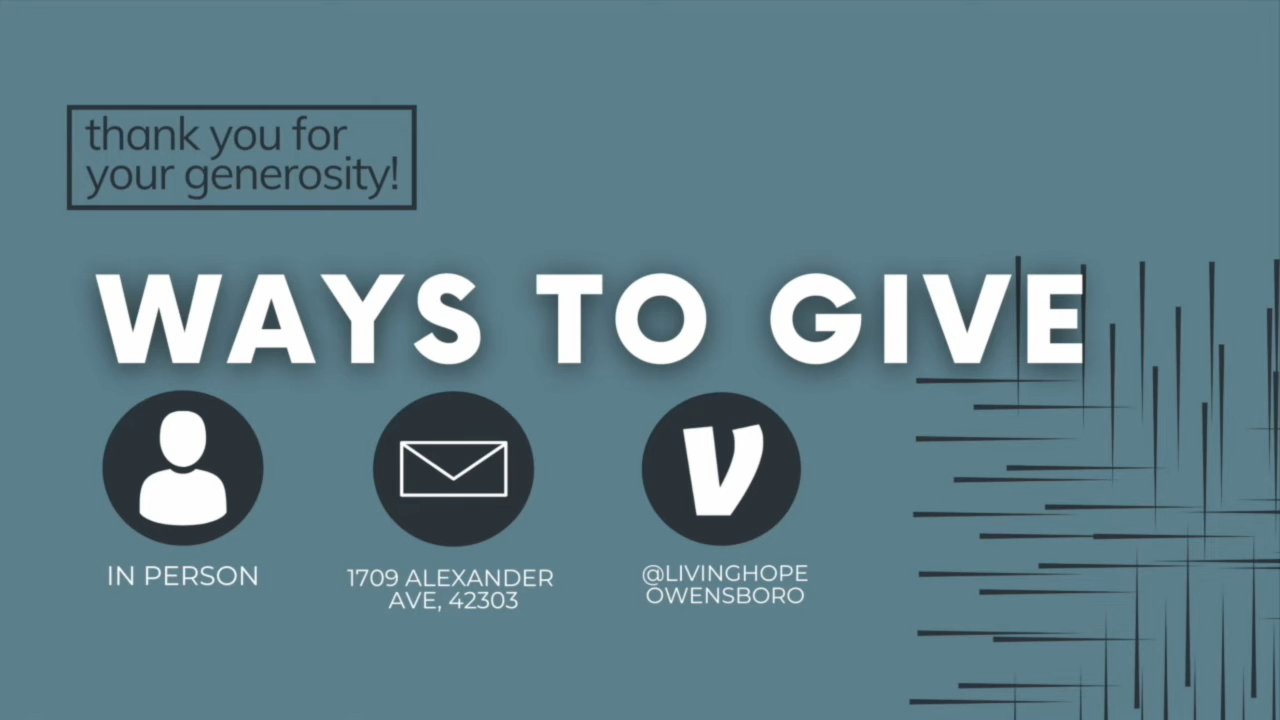 thank you for
your generosity!
WAYS TO GIVE
IN PERSON
1709 ALEXANDER
AVE, 42303
@LIVINGHOPE
OWENSBORO